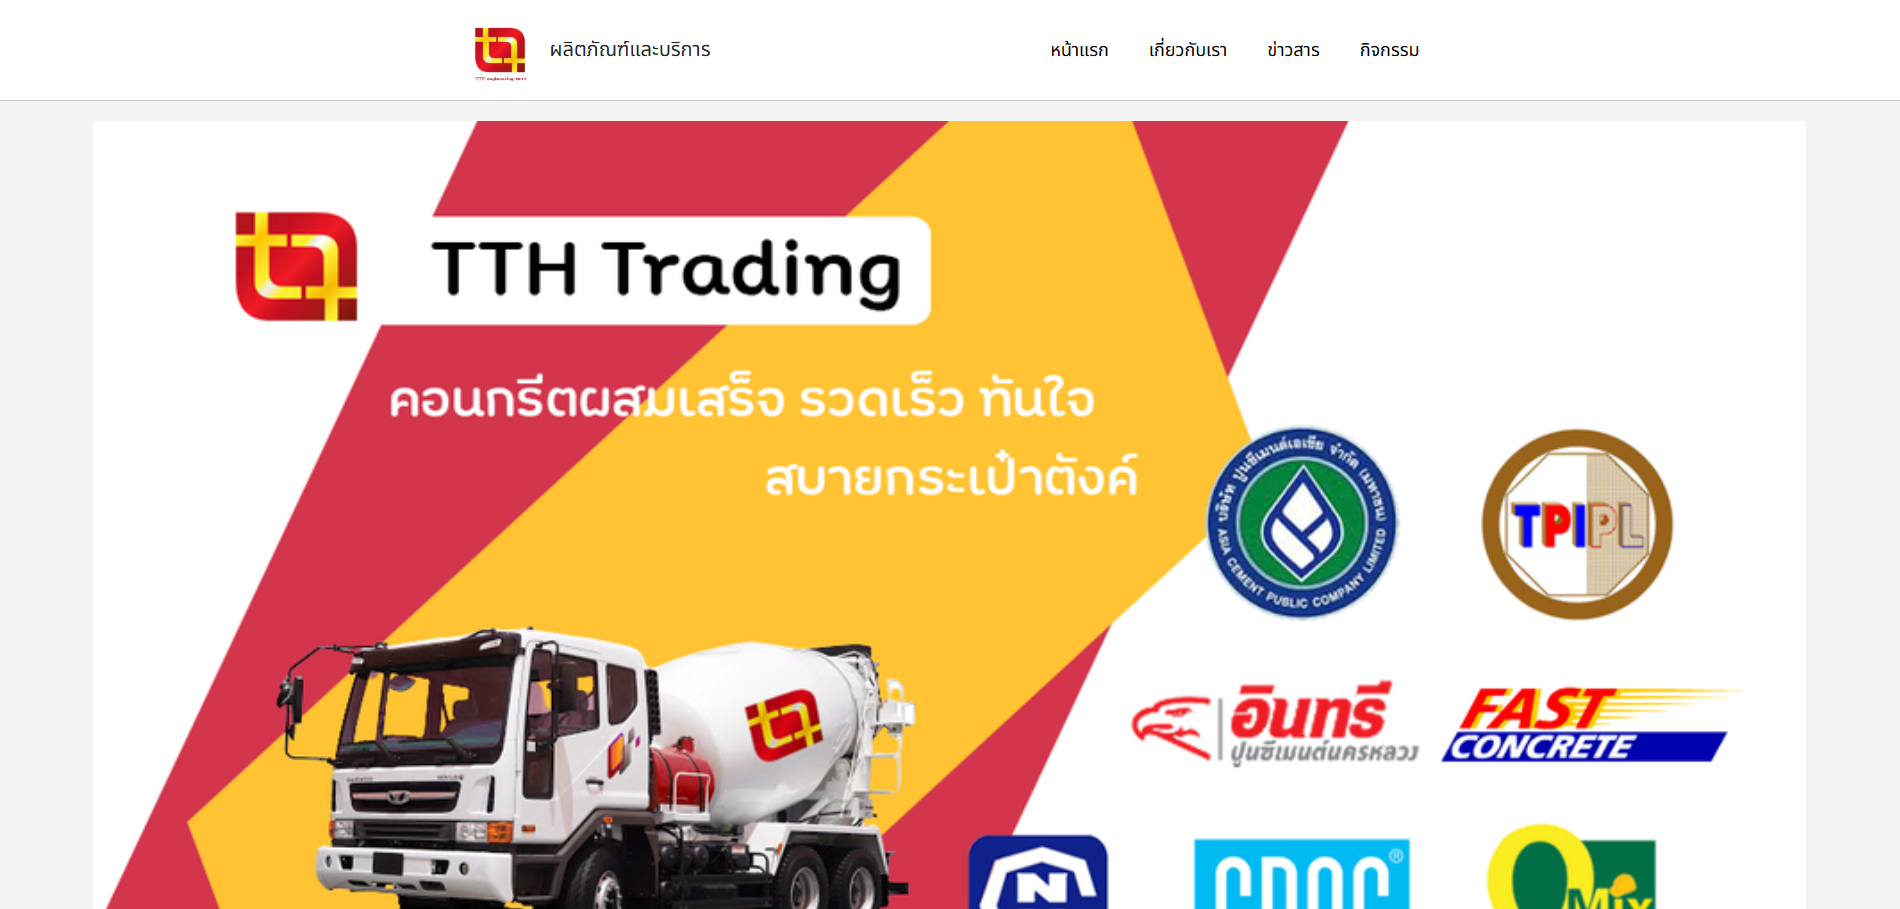 ผลิตภัณฑ์และบริการ
หน้าแรก เกี่ยวกับเรา ข่าวสาร กิจกรรม
TTH Trading
คอนกรีตผสมเสร็จ รวดเร็ว ทันใจ
สบายกระเป๋าตังค์
บริษัท ปูนซีเมนต์เอเซีย จำกัด (มหาชน)
ASIA CEMENT PUBLIC COMPANY LIMITED
TPIPL
อินทรี
ปูนซีเมนต์นครหลวง
FAST
CONCRETE
N
CPAC
Q Mix